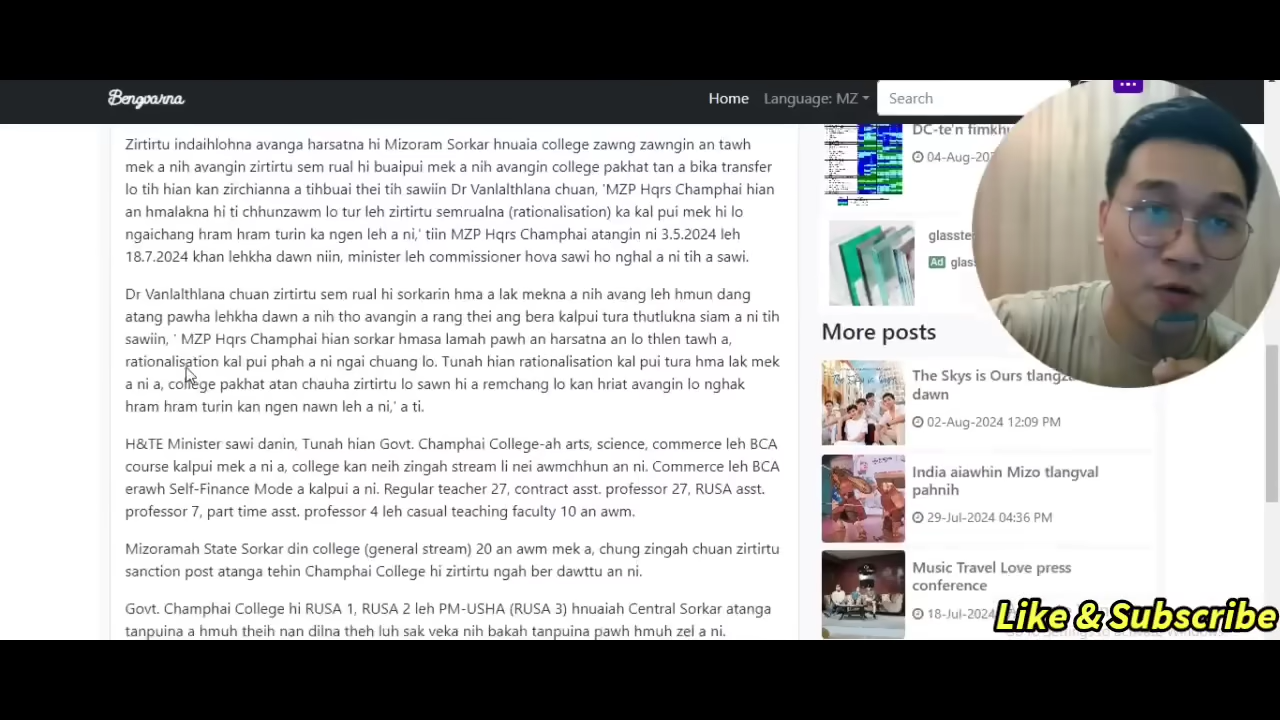 Bengvarna
Home
Language: MZ
Search
Zirtirtu intlaihlohna avanga harsatna hi Mizoram Sorkar hnuaia college zawng zawngin an tawh
mek a nih avangin zirtirtu sem rual hi buaipui mek a nih avangin college pakhat tan a bika transfer
lo tih hian kan zirchianna a tihbuai thei tih sawiin Dr Vanlalthlana chuan, 'MZP Hqrs Champhai hian
an hmalakna hi ti chhunzawm lo tur leh zirtirtu semrualna (rationalisation) ka kal pui mek hi lo
ngaichang hram hram turin ka ngen leh a ni,' tiin MZP Hqrs Champhai atangin ni 3.5.2024 leh
18.7.2024 khan lehkha dawn niin, minister leh commissioner hova sawi ho nghal a ni tih a sawi.
Dr Vanlalthlana chuan zirtirtu sem rual hi sorkarin hma a lak mekna a nih avang leh hmun dang
atang pawha lehkha dawn a nih tho avangin a rang thei ang bera kalpui tura thutlukna siam a ni tih
sawiin, ' MZP Hqrs Champhai hian sorkar hmasa lamah pawh an harsatna an lo thlen tawh a,
rationalisation kal pui phah a ni ngai chuang lo. Tunah hian rationalisation kal pui tura hma lak mek
a ni a, college pakhat atan chauha zirtirtu lo sawn hi a remchang lo kan hriat avangin lo nghak
hram hram turin kan ngen nawn leh a ni,' a ti.
H&TE Minister sawi danin, Tunah hian Govt. Champhai College-ah arts, science, commerce leh BCA
course kalpui mek a ni a, college kan neih zingah stream li nei awmchhun an ni. Commerce leh BCA
erawh Self-Finance Mode a kalpui a ni. Regular teacher 27, contract asst. professor 27, RUSA asst.
professor 7, part time asst. professor 4 leh casual teaching faculty 10 an awm.
Mizoramah State Sorkar din college (general stream) 20 an awm mek a, chung zingah chuan zirtirtu
sanction post atanga tehin Champhai College hi zirtirtu ngah ber dawttu an ni.
Govt. Champhai College hi RUSA 1, RUSA 2 leh PM-USHA (RUSA 3) hnuaiah Central Sorkar atanga
tanpuina a hmuh theih nan dilna theh luh sak veka nih bakah tanpuina pawh hmuh zel a ni.
DC-te'n
04-Aug
Ad
More posts
The Skys is Ours
dawn
02-Aug-2024 12:09 PM
India aiawhin Mizo tlangval
pahnih
29-Jul-2024 04:36 PM
Music Travel Love press
conference
18-Jul-2024
Like & Subscribe